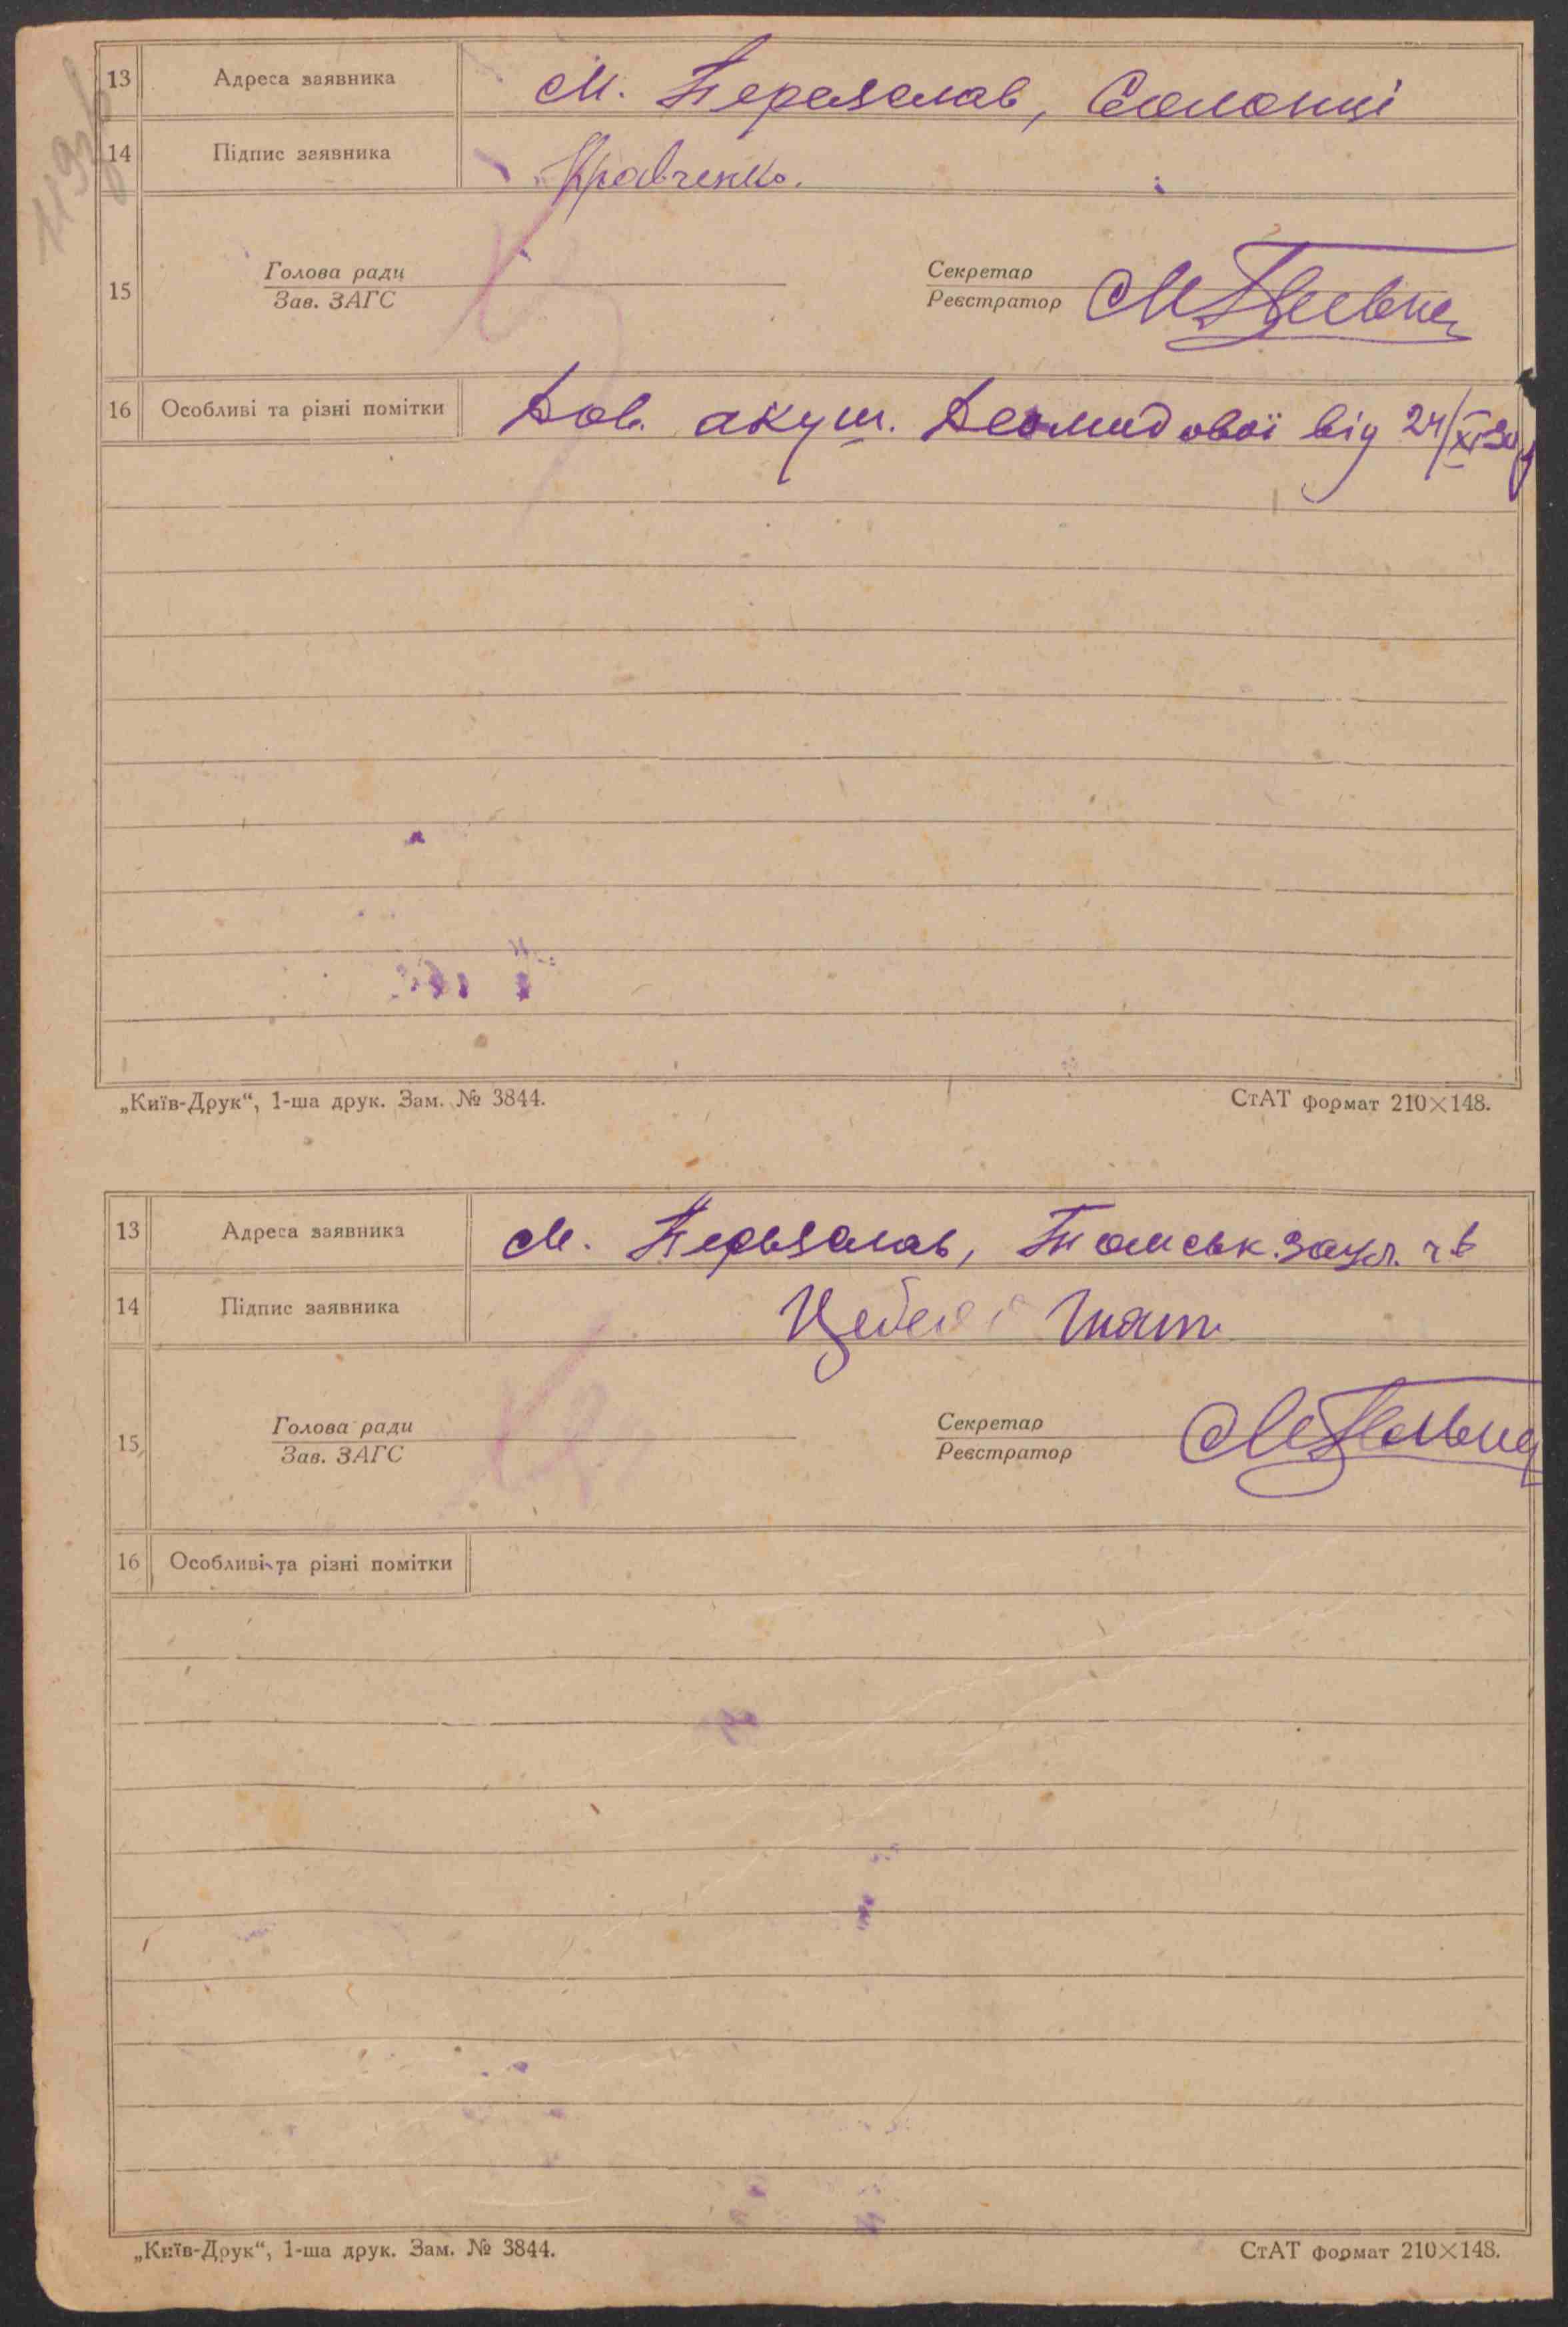 13 Адреса заявника м. Переяслав, Солонці
14 Підпис заявника Кравченко.
15 Голова ради Секретар
Зав. ЗАГС Реєстратор
16 Особливі та різні помітки Дов. акуш. Деомидової від 24/XI
„Київ-Друк“, 1-ша друк. Зам. № 3844. СтАТ формат 210×148.
13 Адреса заявника м. Переяслав,
14 Підпис заявника
15 Голова ради Секретар
Зав. ЗАГС Реєстратор
16 Особливі та різні помітки
„Київ-Друк“, 1-ша друк. Зам. № 3844. СтАТ формат 210×148.